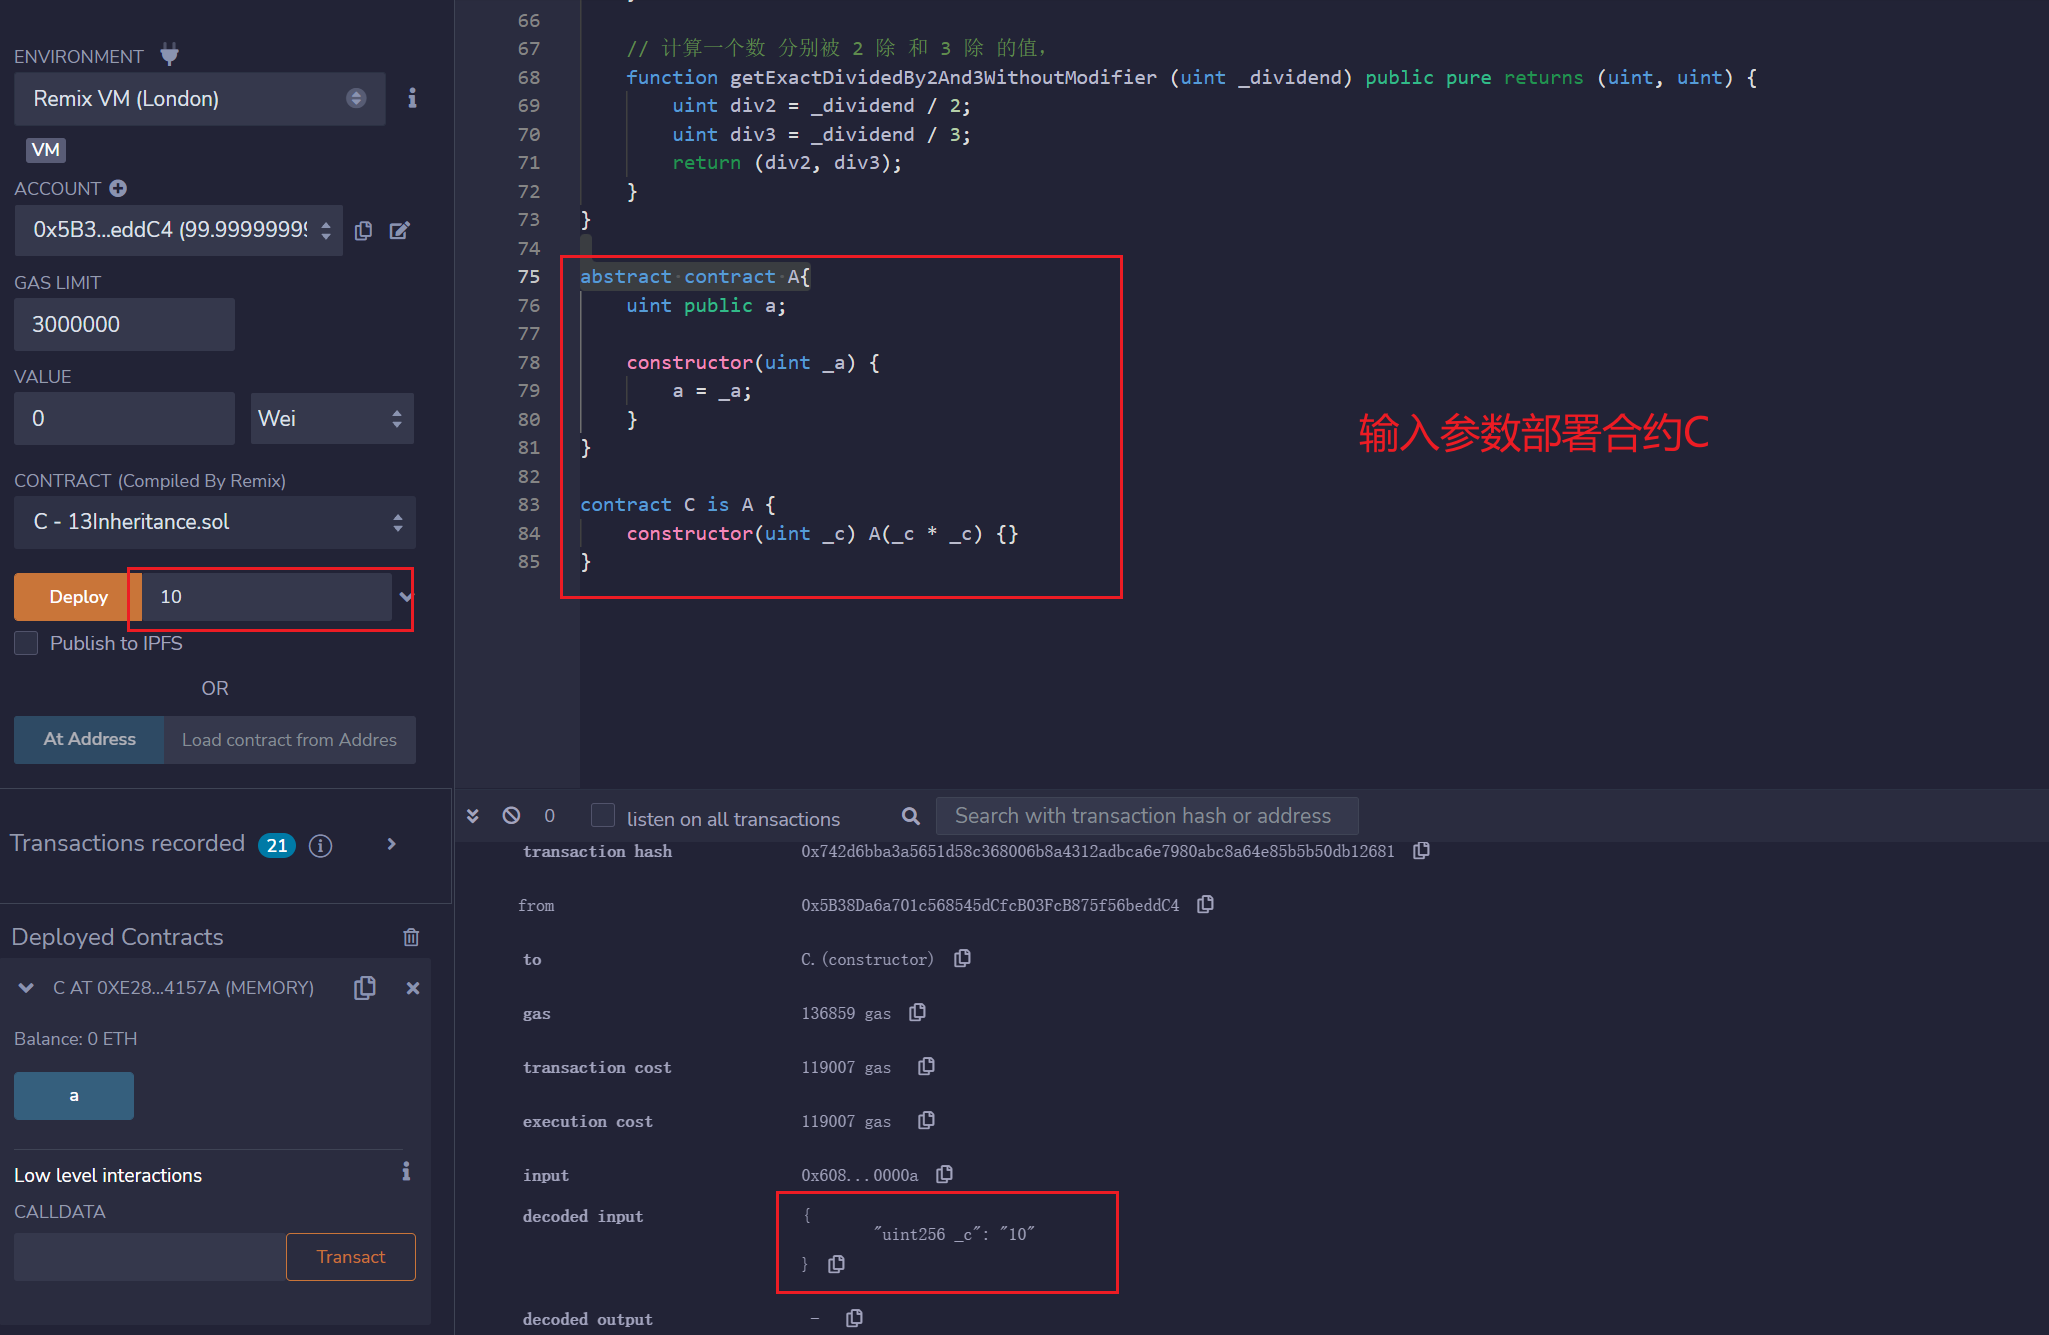 ENVIRONMENT
Remix VM (London)
VM
ACCOUNT
0x5B3...eddC4 (99.99999999
GAS LIMIT
3000000
VALUE
0
Wei
CONTRACT (Compiled By Remix)
C - 13Inheritance.sol
Deploy
10
Publish to IPFS
OR
At Address
Load contract from Addres
Transactions recorded 21
Deployed Contracts
C AT 0XE28...4157A (MEMORY)
Balance: 0 ETH
a
Low level interactions
CALLDATA
Transact
66
67 // 计算一个数 分别被 2 除 和 3 除 的值,
68 function getExactDividedBy2And3WithoutModifier (uint _dividend) public pure returns (uint, uint) {
69 uint div2 = _dividend / 2;
70 uint div3 = _dividend / 3;
71 return (div2, div3);
72 }
73 }
74
75 abstract contract A{
76 uint public a;
77
78 constructor(uint _a) {
79 a = _a;
80 }
81 }
82
83 contract C is A {
84 constructor(uint _c) A(_c * _c) {}
85 }
输入参数部署合约C
0
listen on all transactions
Search with transaction hash or address
transaction hash 0x742d6bba3a5651d58c368006b8a4312adbca6e7980abc8a64e85b5b50db12681
from 0x5B38Da6a701c568545dCfcB03FcB875f56beddC4
to C.(constructor)
gas 136859 gas
transaction cost 119007 gas
execution cost 119007 gas
input 0x608...0000a
decoded input {
"uint256 _c": "10"
}
decoded output -